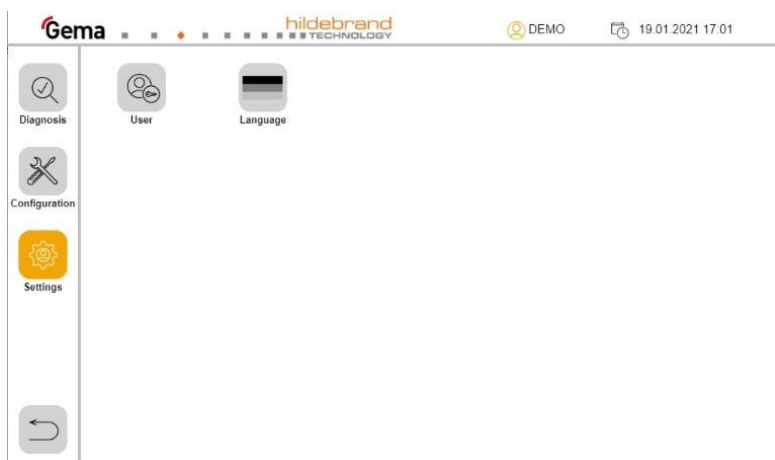 Gema
hildebrand
TECHNOLOGY
DEMO
19.01.2021 17:01
Diagnosis
User
Language
Configuration
Settings